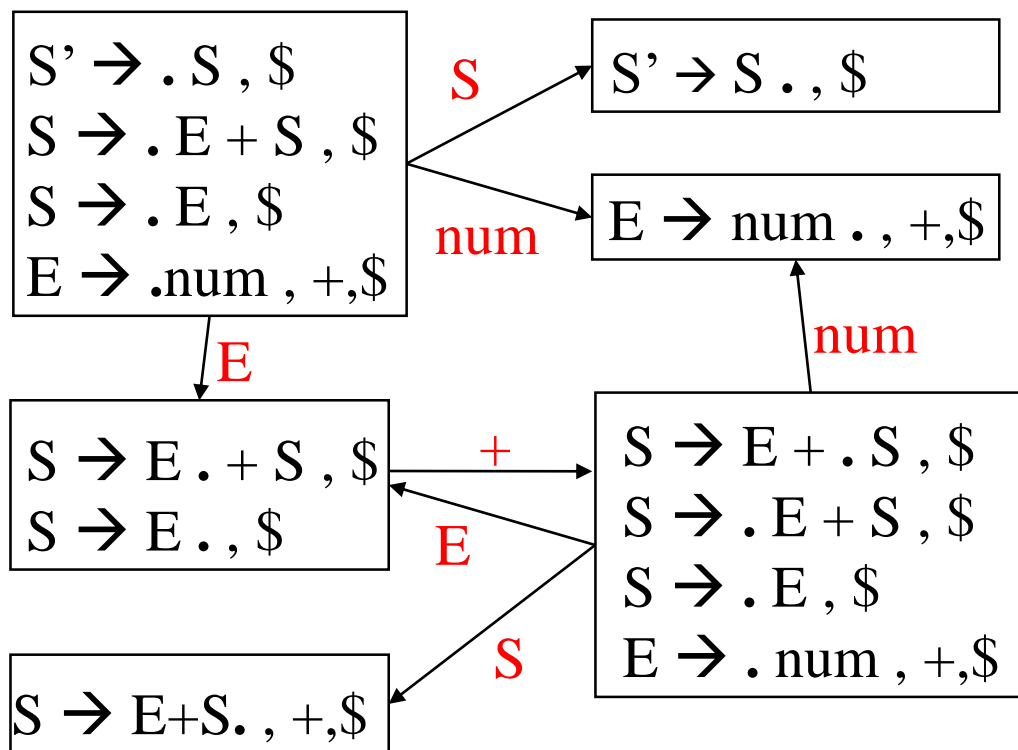 S’ → . S , $
S → . E + S , $
S → . E , $
E → .num , +,$
S
S’ → S . , $
num
E → num . , +,$
E
num
S → E . + S , $
S → E . , $
+
E
S
S → E + . S , $
S → . E + S , $
S → . E , $
E → . num , +,$
S → E+S. , +,$